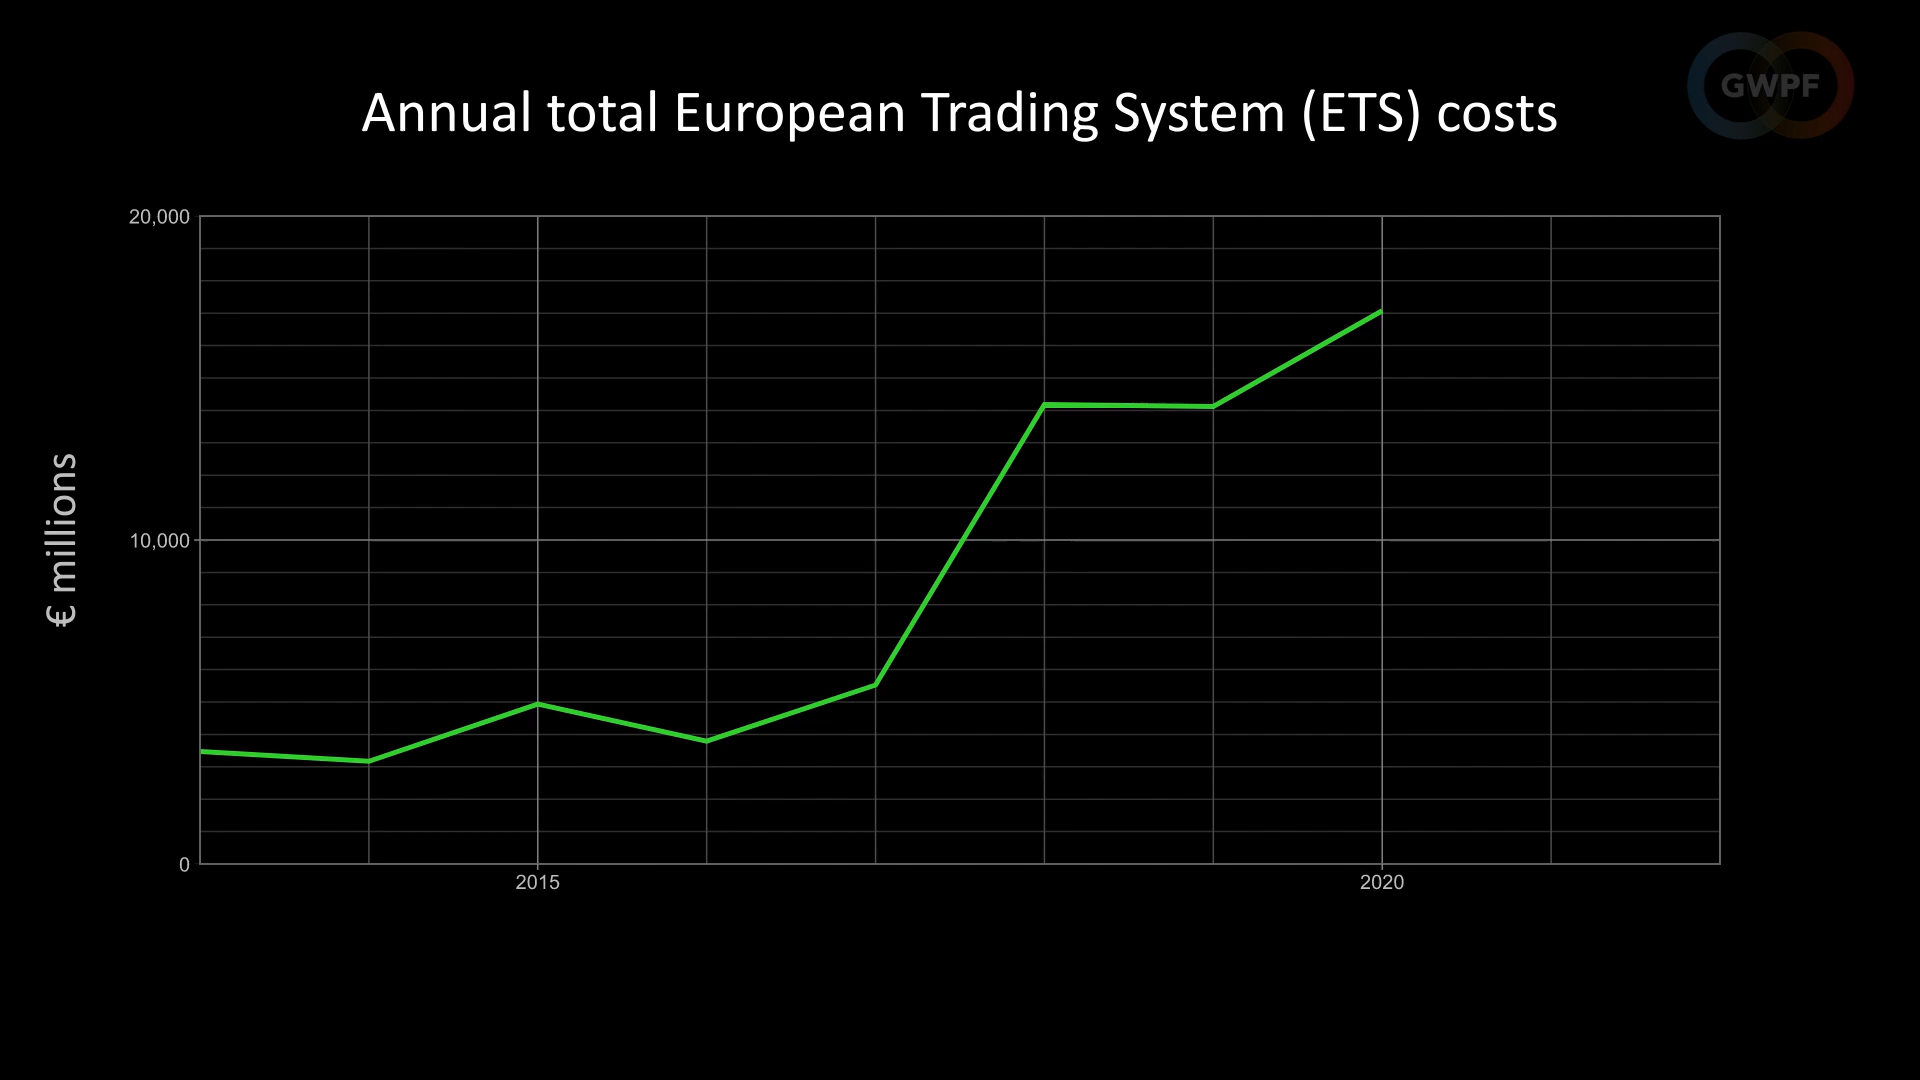 GWPF
Annual total European Trading System (ETS) costs
20,000
€ millions
10,000
0
2015
2020